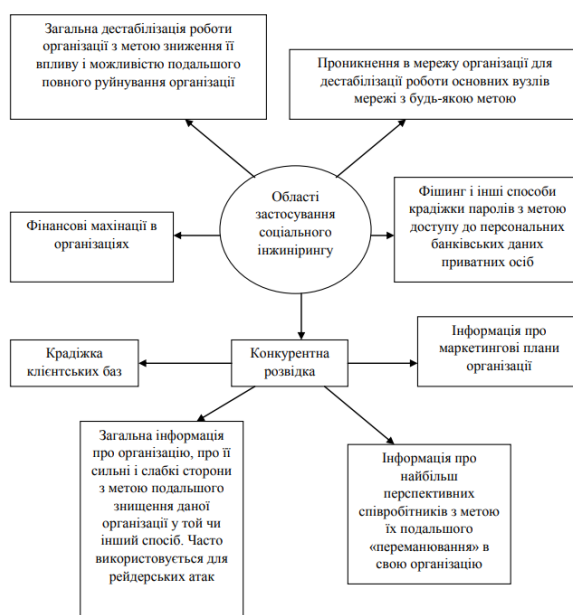 Загальна дестабілізація роботи
організації з метою зниження її
впливу і можливістю подальшого
повного руйнування організації
Проникнення в мережу організації для
дестабілізації роботи основних вузлів
мережі з будь-якою метою
Області
застосування
соціального
інжинірингу
Фінансові махінації в
організаціях
Фішинг і інші способи
крадіжки паролів з метою
доступу до персональних
банківських даних
приватних осіб
Крадіжка
клієнтських баз
Конкурентна
розвідка
Інформація про
маркетингові плани
організації
Загальна інформація
про організацію, про її
сильні і слабкі сторони
з метою подальшого
знищення даної
організації у той чи
інший спосіб. Часто
використовується для
рейдерських атак
Інформація про
найбільш
перспективних
співробітників з метою
їх подальшого
«переманювання» в
свою організацію